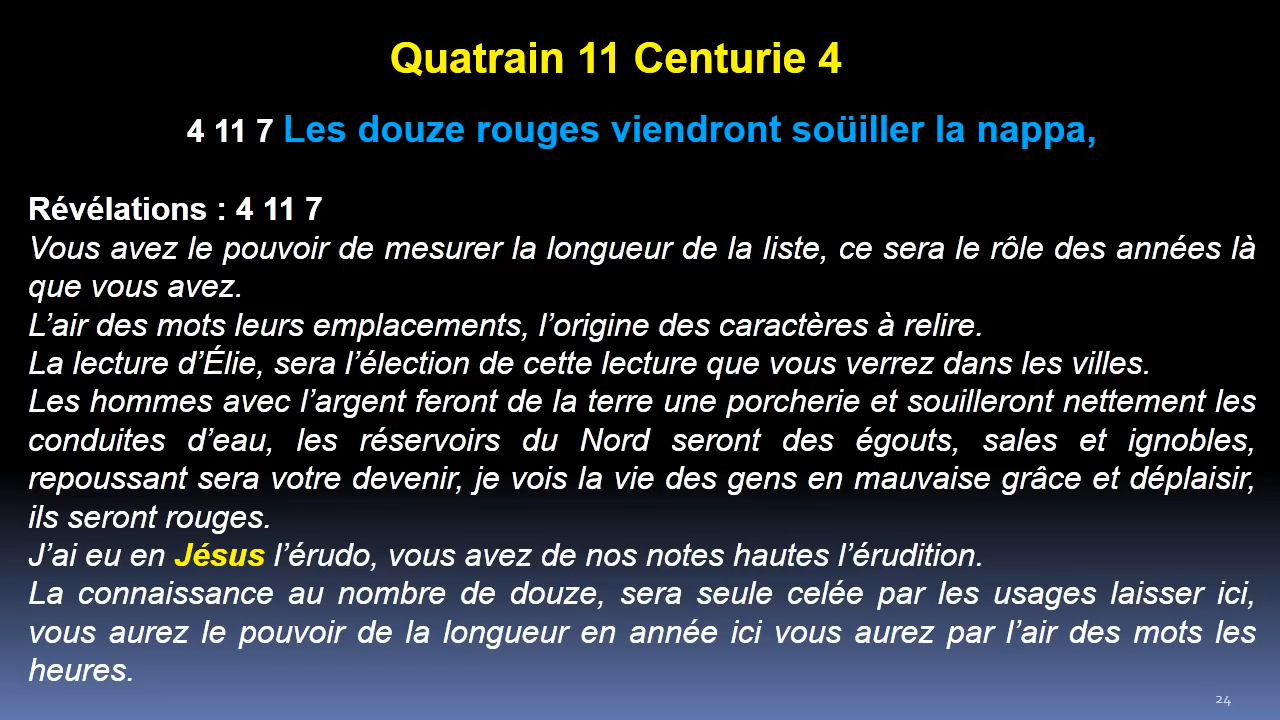 Quatrain 11 Centurie 4
4 11 7 Les douze rouges viendront soüiller la nappa,
Révélations : 4 11 7
Vous avez le pouvoir de mesurer la longueur de la liste, ce sera le rôle des années là
que vous avez.
L’air des mots leurs emplacements, l’origine des caractères à relire.
La lecture d’Élie, sera l’élection de cette lecture que vous verrez dans les villes.
Les hommes avec l’argent feront de la terre une porcherie et souilleront nettement les
conduites d’eau, les réservoirs du Nord seront des égouts, sales et ignobles,
repoussant sera votre devenir, je vois la vie des gens en mauvaise grâce et déplaisir,
ils seront rouges.
J’ai eu en Jésus l’érudo, vous avez de nos notes hautes l’érudition.
La connaissance au nombre de douze, sera seule celée par les usages laisser ici,
vous aurez le pouvoir de la longueur en année ici vous aurez par l’air des mots les
heures.
24